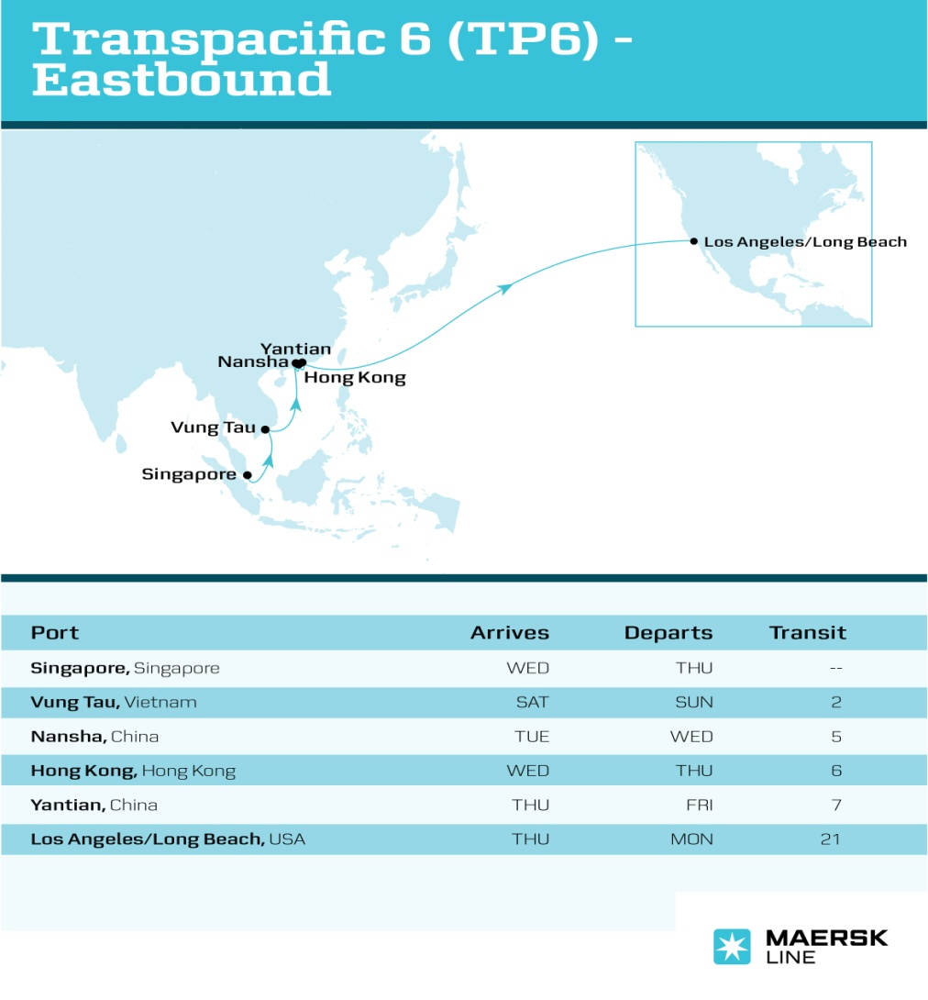 Transpacific 6 (TP6) -
Eastbound
Los Angeles/Long Beach
Yantian
Nansha
Hong Kong
Vung Tau
Singapore
Port Arrives Departs Transit
Singapore, Singapore WED THU --
Vung Tau, Vietnam SAT SUN 2
Nansha, China TUE WED 5
Hong Kong, Hong Kong WED THU 6
Yantian, China THU FRI 7
Los Angeles/Long Beach, USA THU MON 21
MAERSK
LINE